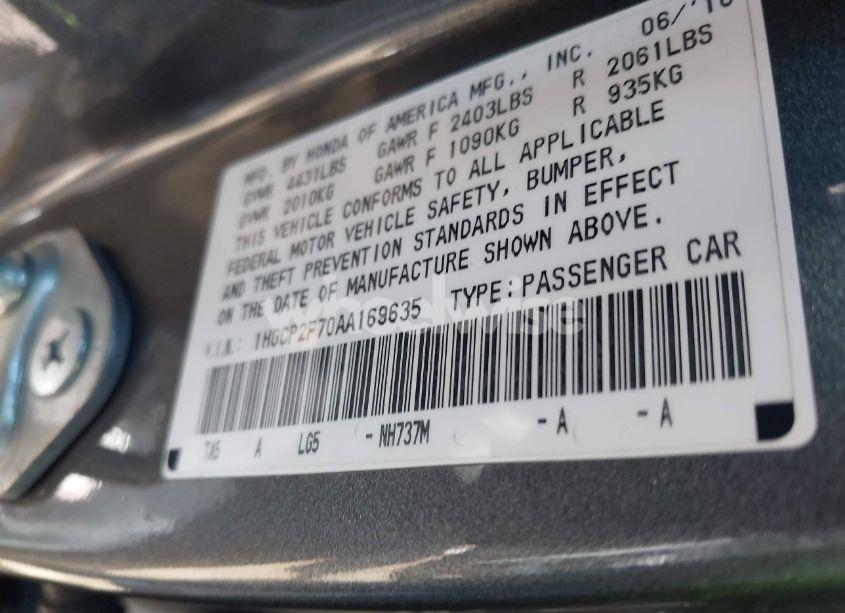 MFD. BY HONDA OF AMERICA MFG., INC. 06/'10
GVWR 4431LBS GAWR F 2403LBS R 2061LBS
GVWR 2010KG GAWR F 1090KG R 935KG
THIS VEHICLE CONFORMS TO ALL APPLICABLE
FEDERAL MOTOR VEHICLE SAFETY, BUMPER,
AND THEFT PREVENTION STANDARDS IN EFFECT
ON THE DATE OF MANUFACTURE SHOWN ABOVE.
V.I.N.: 1HGCP2F70AA169635 TYPE:PASSENGER CAR
TA5 A LG5 -NH737M -A -A
wheelwise